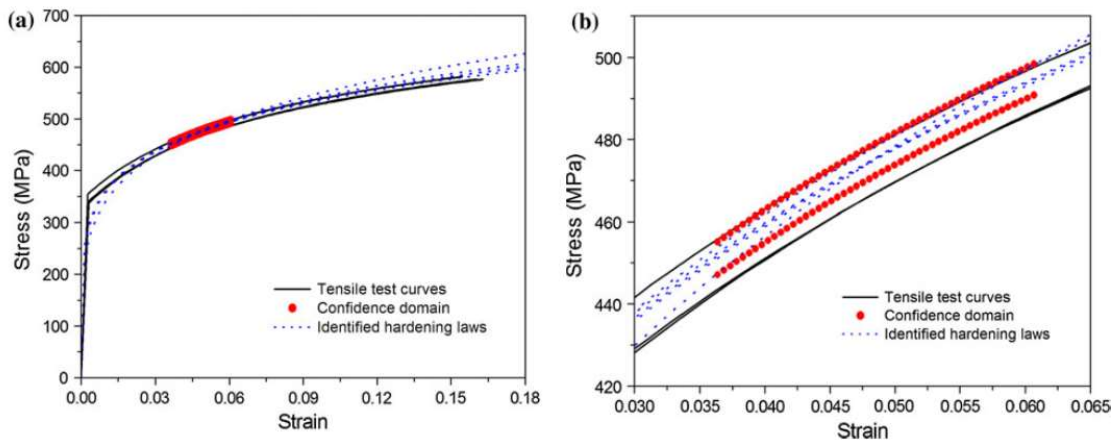 (a)
700
600
500
400
300
200
100
0
Stress (MPa)
Tensile test curves
Confidence domain
Identified hardening laws
0.00 0.03 0.06 0.09 0.12 0.15 0.18
Strain
(b)
500
480
460
440
420
Stress (MPa)
Tensile test curves
Confidence domain
Identified hardening laws
0.030 0.035 0.040 0.045 0.050 0.055 0.060 0.065
Strain